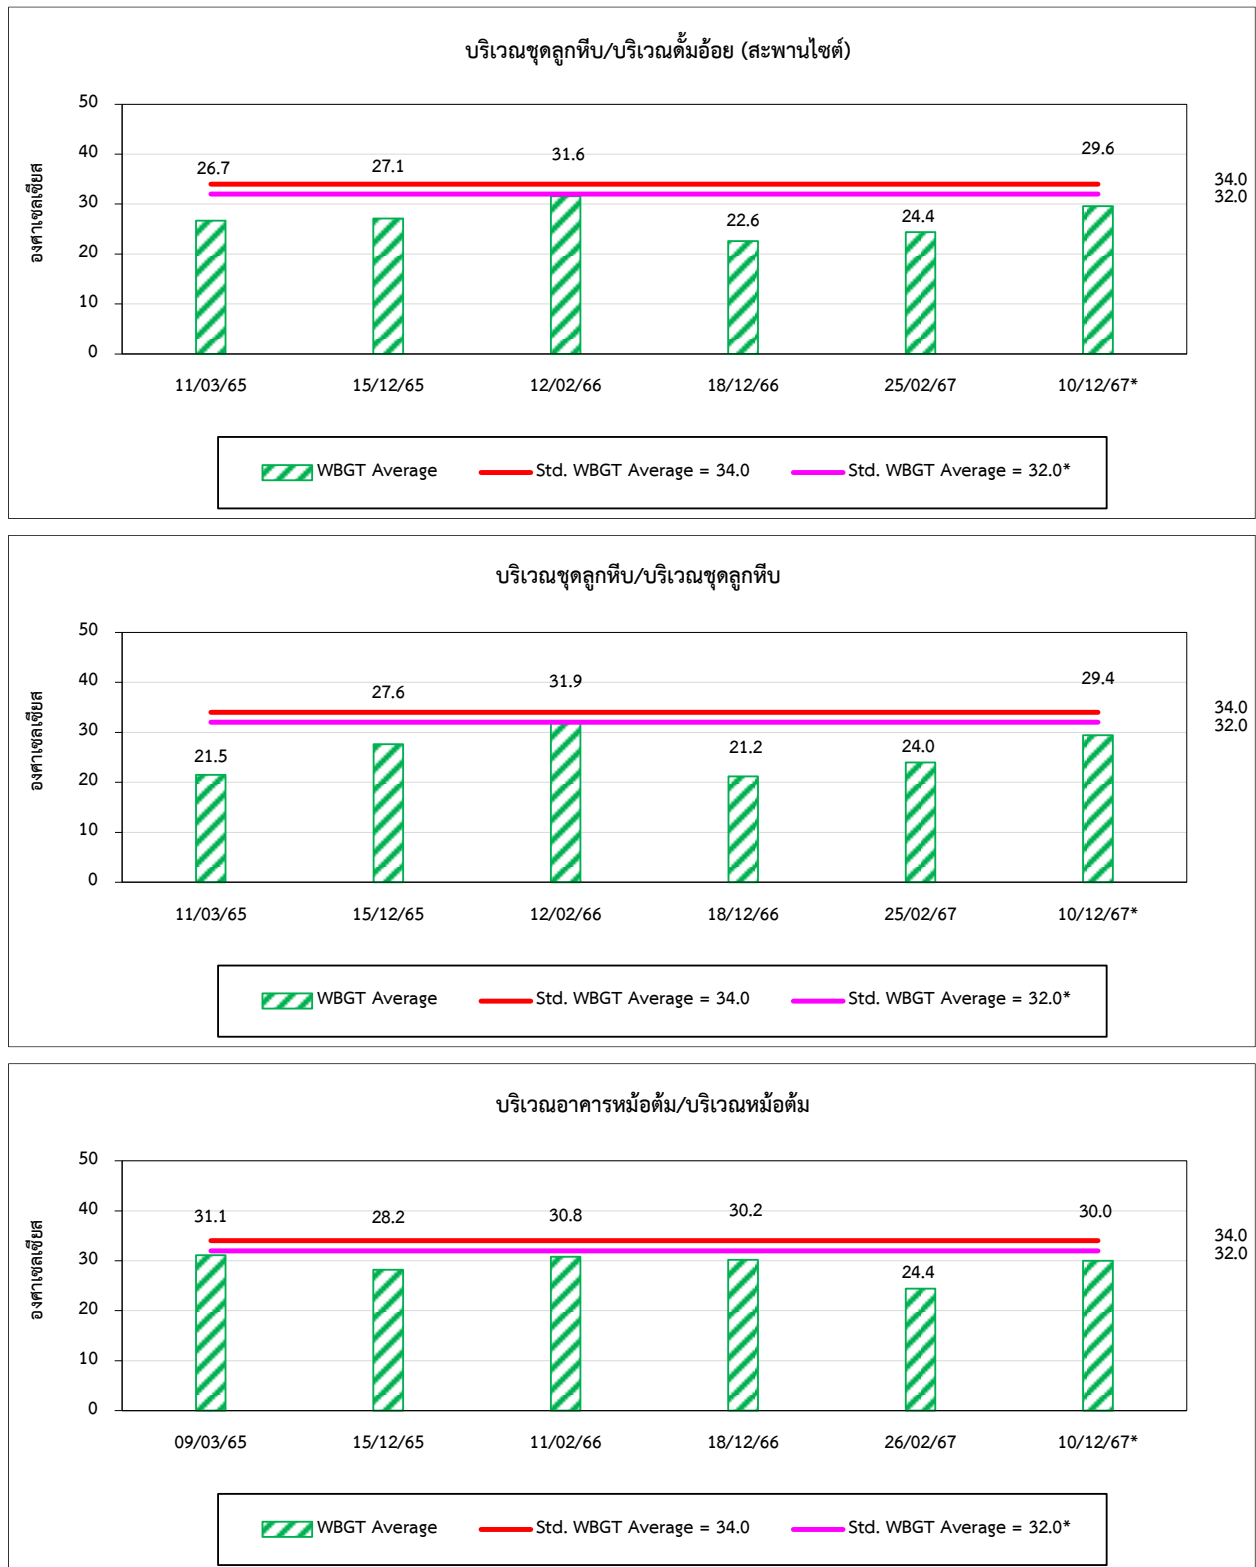 บริเวณชุดลูกหีบ/บริเวณดั้มอ้อย (สะพานไซต์)
องศาเซลเซียส
50
40
30
20
10
0
26.7 27.1 31.6 22.6 24.4 29.6
34.0
32.0
11/03/65 15/12/65 12/02/66 18/12/66 25/02/67 10/12/67*
WBGT Average Std. WBGT Average = 34.0 Std. WBGT Average = 32.0*
บริเวณชุดลูกหีบ/บริเวณชุดลูกหีบ
องศาเซลเซียส
50
40
30
20
10
0
21.5 27.6 31.9 21.2 24.0 29.4
34.0
32.0
11/03/65 15/12/65 12/02/66 18/12/66 25/02/67 10/12/67*
WBGT Average Std. WBGT Average = 34.0 Std. WBGT Average = 32.0*
บริเวณอาคารหม้อต้ม/บริเวณหม้อต้ม
องศาเซลเซียส
50
40
30
20
10
0
31.1 28.2 30.8 30.2 24.4 30.0
34.0
32.0
09/03/65 15/12/65 11/02/66 18/12/66 26/02/67 10/12/67*
WBGT Average Std. WBGT Average = 34.0 Std. WBGT Average = 32.0*